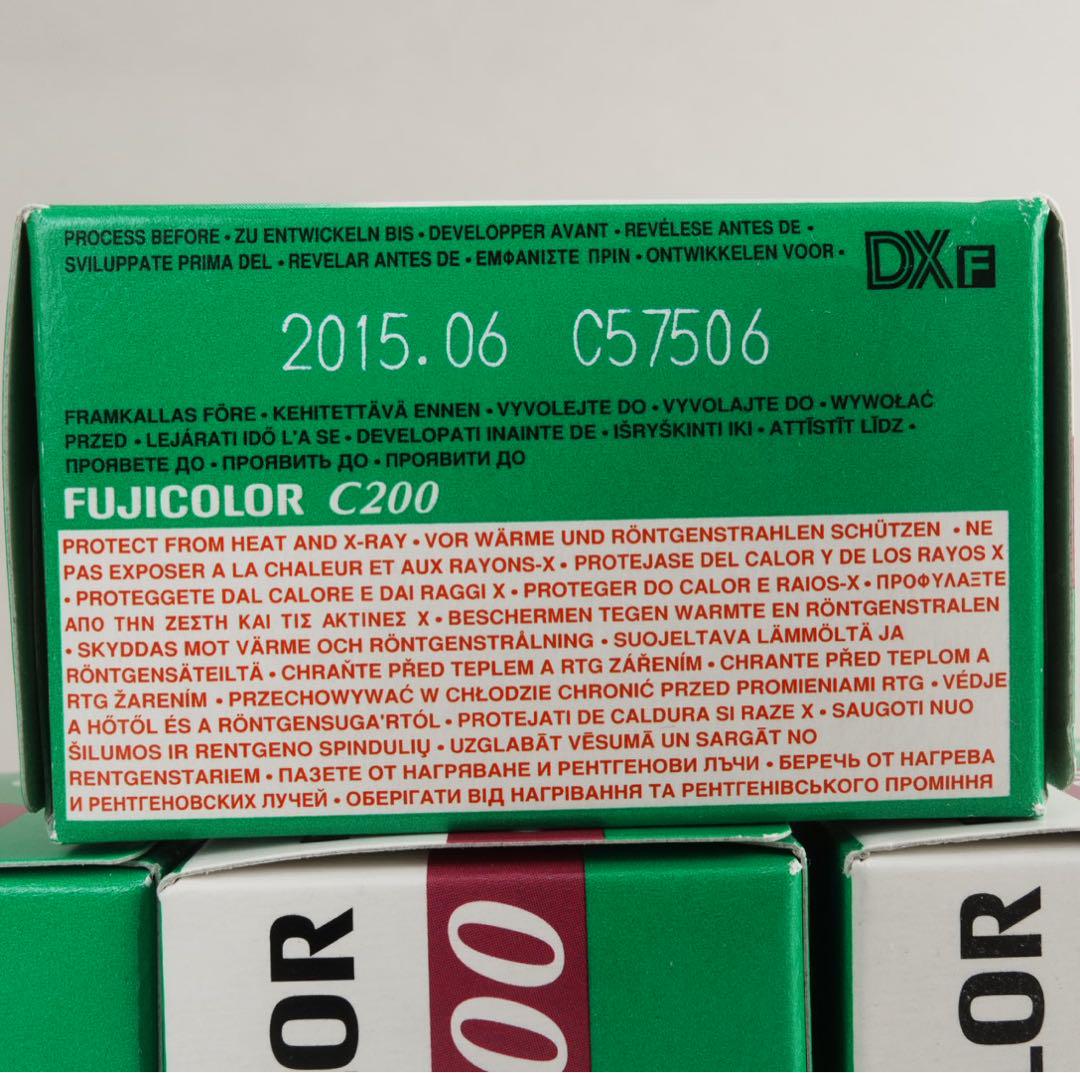 PROCESS BEFORE • ZU ENTWICKELN BIS • DEVELOPPER AVANT • REVÉLESE ANTES DE •
SVILUPPATE PRIMA DEL • REVELAR ANTES DE • ΕΜΦΑΝΙΣΤΕ ΠΡΙΝ • ONTWIKKELEN VOOR •
DX F
2015.06 C57506
FRAMKALLAS FÖRE • KEHITETTÄVÄ ENNEN • VYVOLEJTE DO • VYVOLAJTE DO • WYWOŁAĆ
PRZED • LEJÁRATI IDŐ L'A SE • DEVELOPATI INAINTE DE • IŠRYŠKINTI IKI • ATTĪSTĪT LĪDZ •
ПРОЯВЕТЕ ДО • ПРОЯВИТЬ ДО • ПРОЯВИТИ ДО
FUJICOLOR C200
PROTECT FROM HEAT AND X-RAY • VOR WÄRME UND RÖNTGENSTRAHLEN SCHÜTZEN • NE
PAS EXPOSER A LA CHALEUR ET AUX RAYONS-X • PROTEJASE DEL CALOR Y DE LOS RAYOS X
• PROTEGGETE DAL CALORE E DAI RAGGI X • PROTEGER DO CALOR E RAIOS-X • ΠΡΟΦΥΛΑΞΤΕ
ΑΠΟ ΤΗΝ ΖΕΣΤΗ ΚΑΙ ΤΙΣ ΑΚΤΙΝΕΣ Χ • BESCHERMEN TEGEN WARMTE EN RÖNTGENSTRALEN
• SKYDDAS MOT VÄRME OCH RÖNTGENSTRÅLNING • SUOJELTAVA LÄMMÖLTÄ JA
RÖNTGENSÄTEILTÄ • CHRAŇTE PŘED TEPLEM A RTG ZÁŘENÍM • CHRANTE PŘED TEPLOM A
RTG ŽARENÍM • PRZECHOWYWAĆ W CHŁODZIE CHRONIĆ PRZED PROMIENIAMI RTG • VÉDJE
A HŐTŐL ÉS A RÖNTGENSUGA'RTÓL • PROTEJATI DE CALDURA SI RAZE X • SAUGOTI NUO
ŠILUMOS IR RENTGENO SPINDULIŲ • UZGLABĀT VĒSUMĀ UN SARGĀT NO
RENTGENSTARIEM • ПАЗЕТЕ ОТ НАГРЯВАНЕ И РЕНТГЕНОВИ ЛЪЧИ • БЕРЕЧЬ ОТ НАГРЕВА
И РЕНТГЕНОВСКИХ ЛУЧЕЙ • ОБЕРІГАТИ ВІД НАГРІВАННЯ ТА РЕНТГЕНІВСЬКОГО ПРОМІННЯ
OR
00
LOR